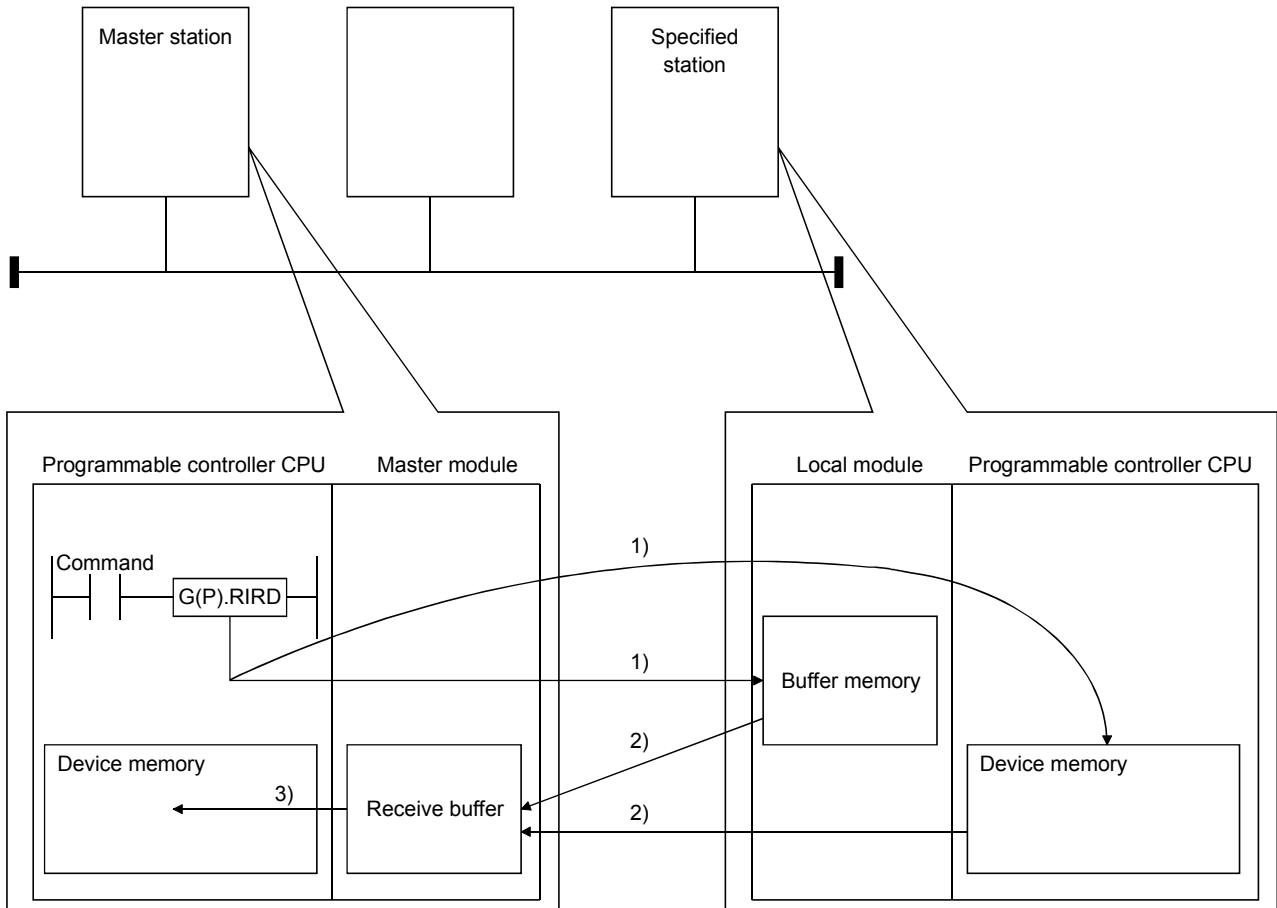 Master station
Specified
station
Programmable controller CPU
Master module
Local module
Programmable controller CPU
Command
G(P).RIRD
1)
1)
Buffer memory
2)
Device memory
3)
Receive buffer
2)
Device memory